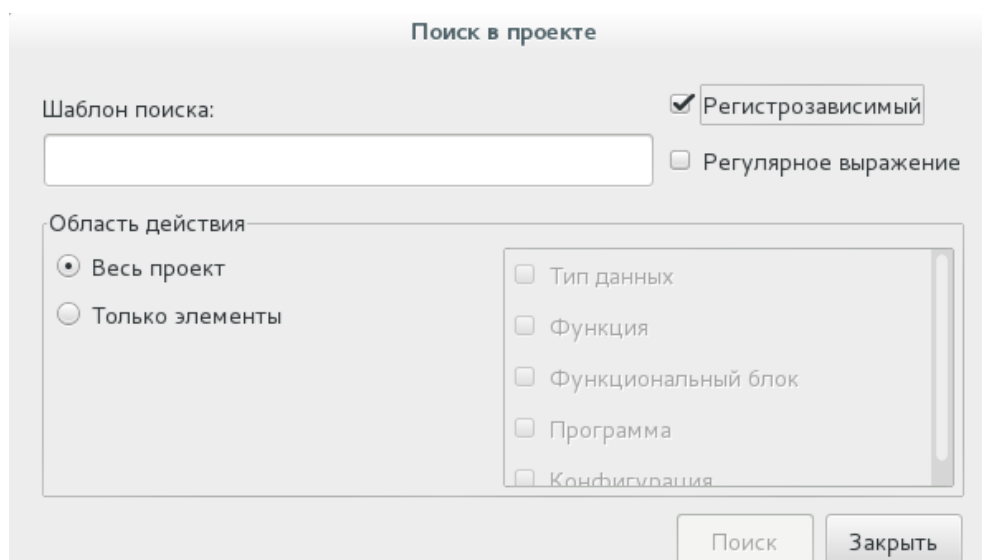 Поиск в проекте
Шаблон поиска:
Регистрозависимый
Регулярное выражение
Область действия
Весь проект
Только элементы
Тип данных
Функция
Функциональный блок
Программа
Конфигурация
Поиск
Закрыть